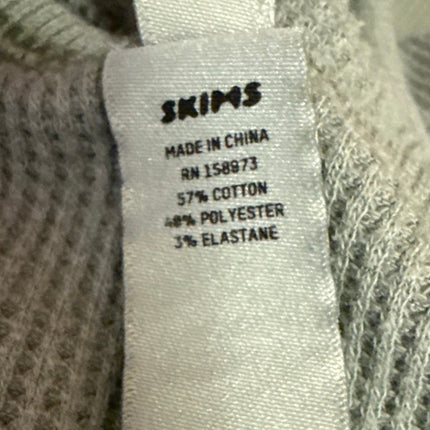 SKIMS
MADE IN CHINA
RN 158973
57% COTTON
40% POLYESTER
3% ELASTANE